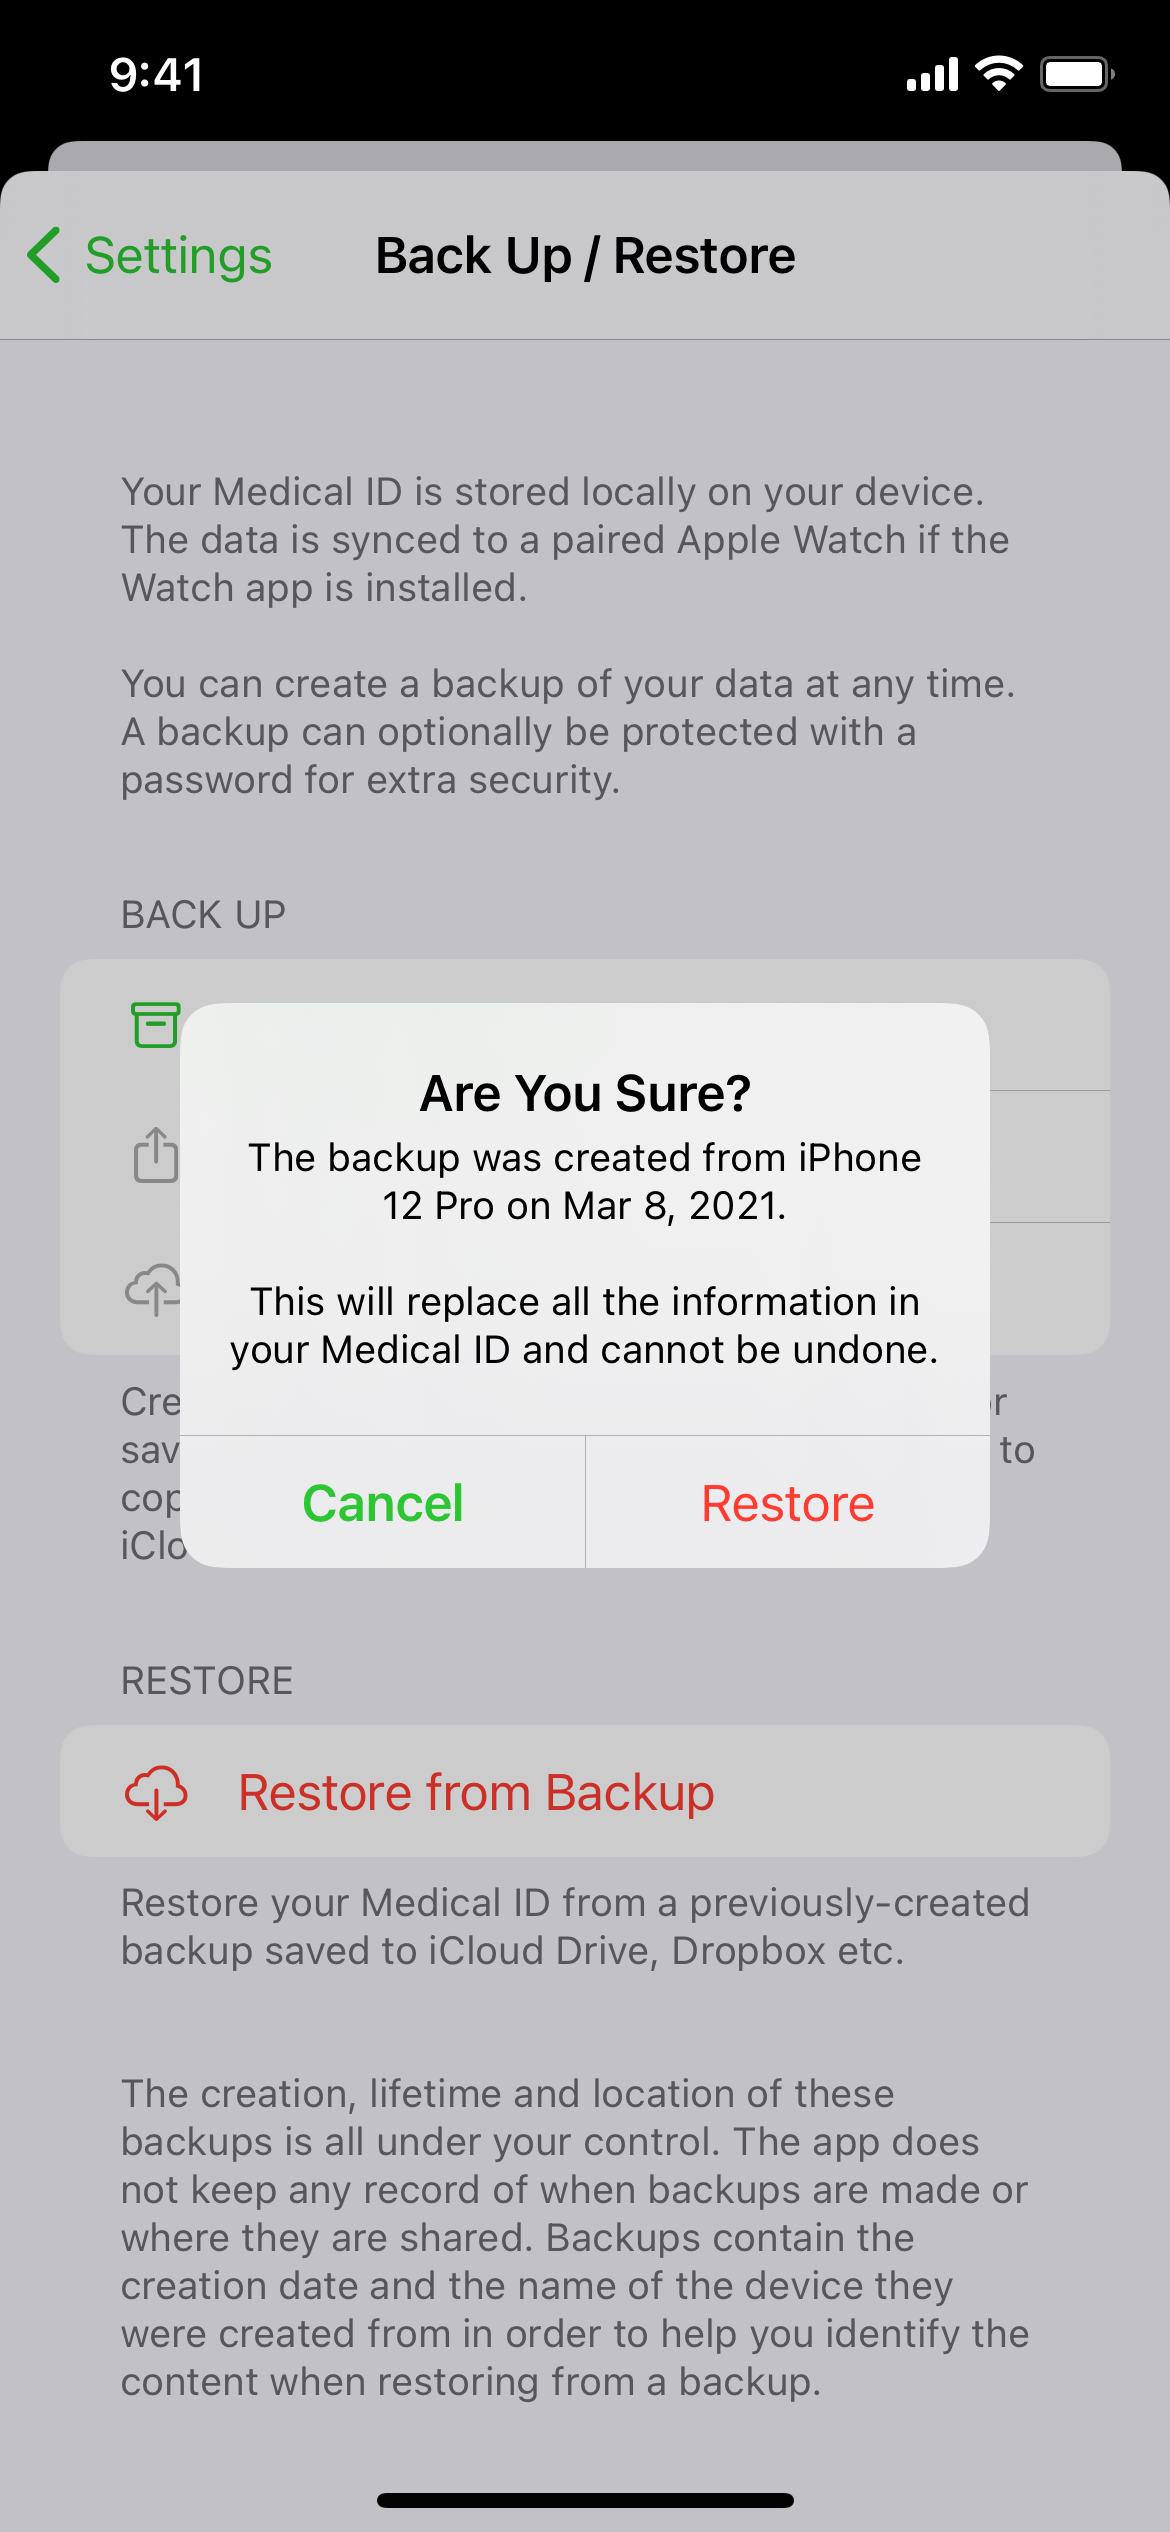 9:41
Settings
Back Up / Restore
Your Medical ID is stored locally on your device.
The data is synced to a paired Apple Watch if the
Watch app is installed.
You can create a backup of your data at any time.
A backup can optionally be protected with a
password for extra security.
BACK UP
Are You Sure?
The backup was created from iPhone
12 Pro on Mar 8, 2021.
This will replace all the information in
your Medical ID and cannot be undone.
to
Cancel
Restore
RESTORE
Restore from Backup
Restore your Medical ID from a previously-created
backup saved to iCloud Drive, Dropbox etc.
The creation, lifetime and location of these
backups is all under your control. The app does
not keep any record of when backups are made or
where they are shared. Backups contain the
creation date and the name of the device they
were created from in order to help you identify the
content when restoring from a backup.